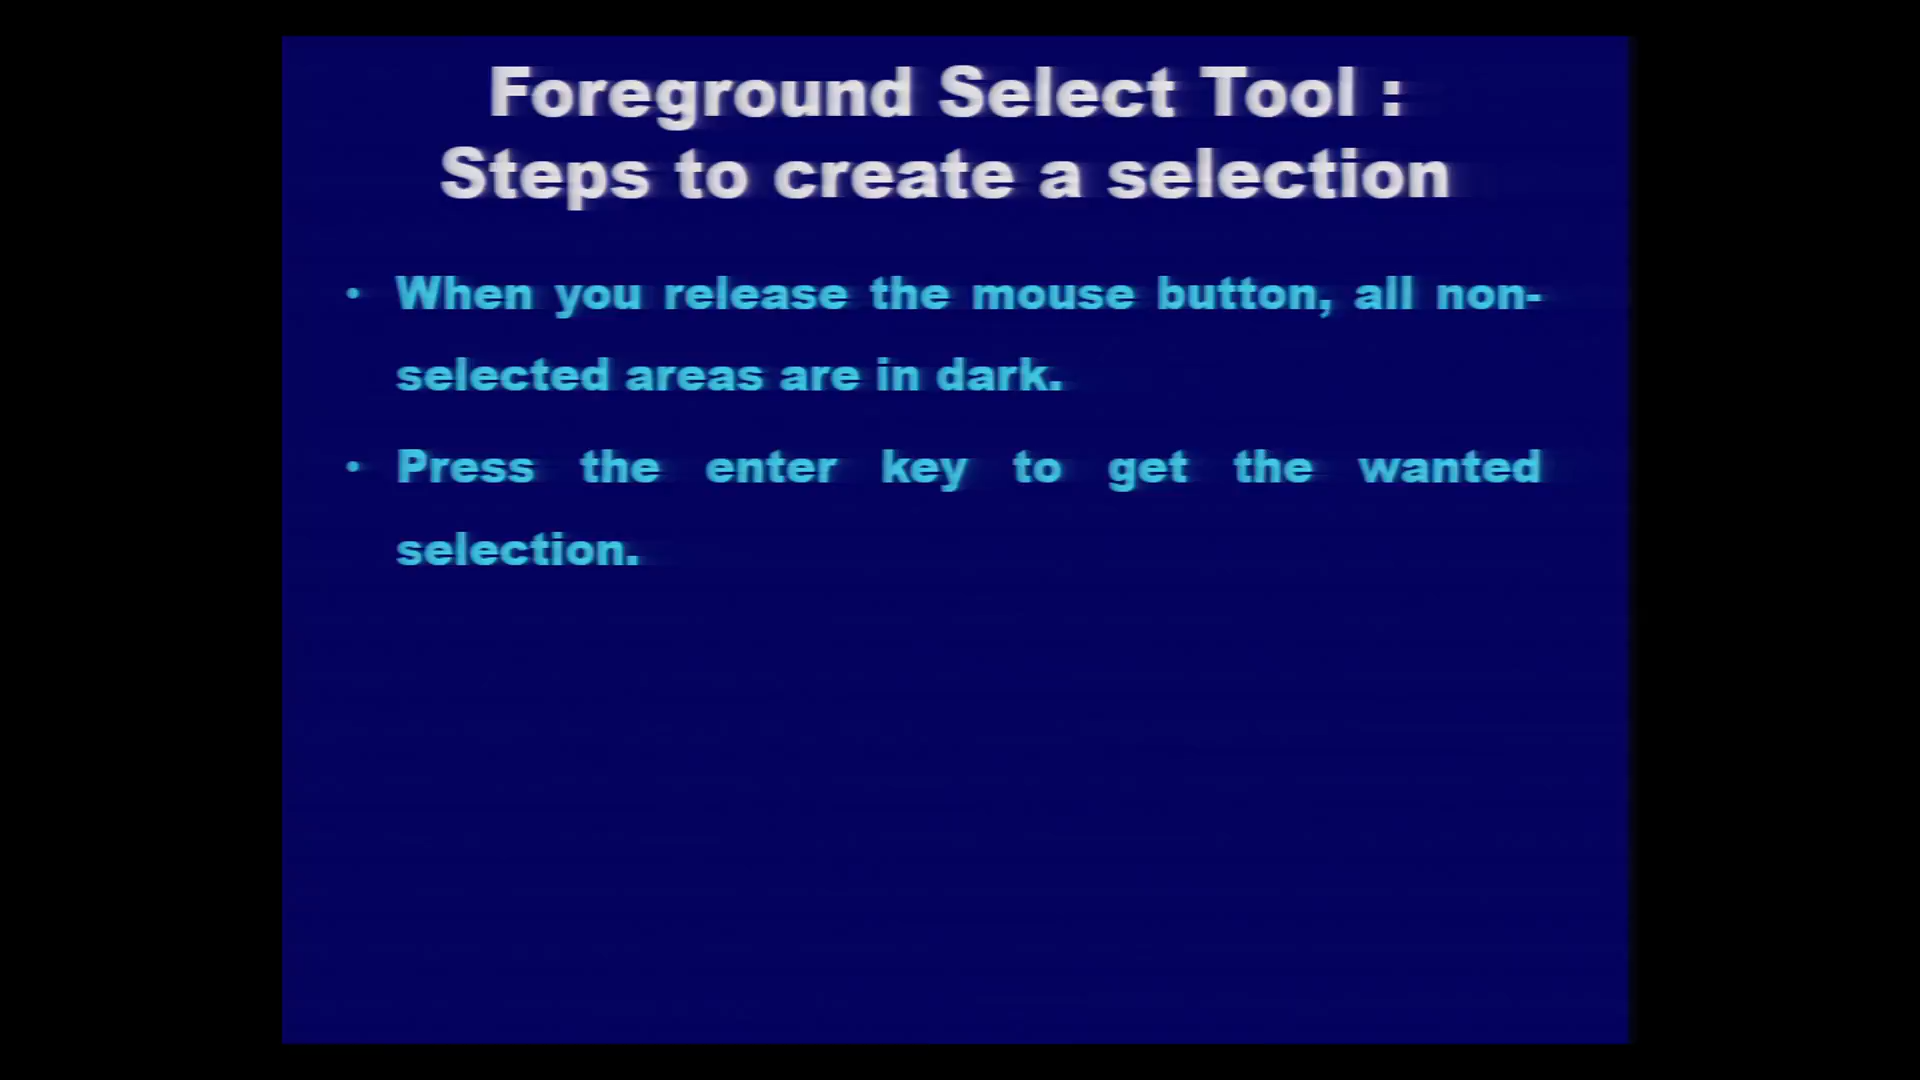 Foreground Select Tool :
Steps to create a selection
• When you release the mouse button, all non-
selected areas are in dark.
• Press the enter key to get the wanted
selection.